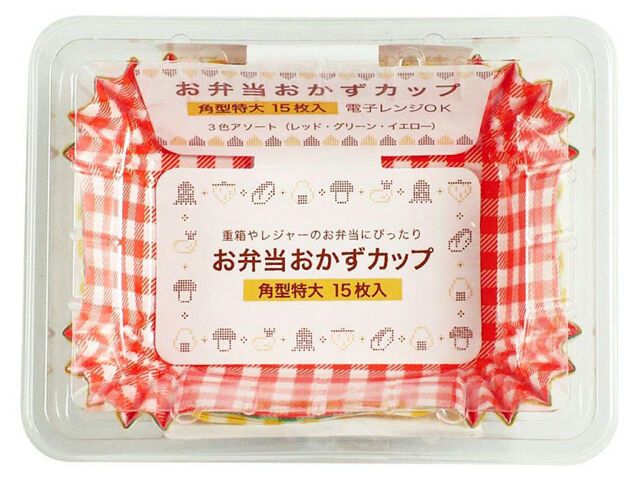 お弁当おかずカップ
角型特大 15枚入 電子レンジOK
3色アソート（レッド・グリーン・イエロー）
重箱やレジャーのお弁当にぴったり
お弁当おかずカップ
角型特大 15枚入